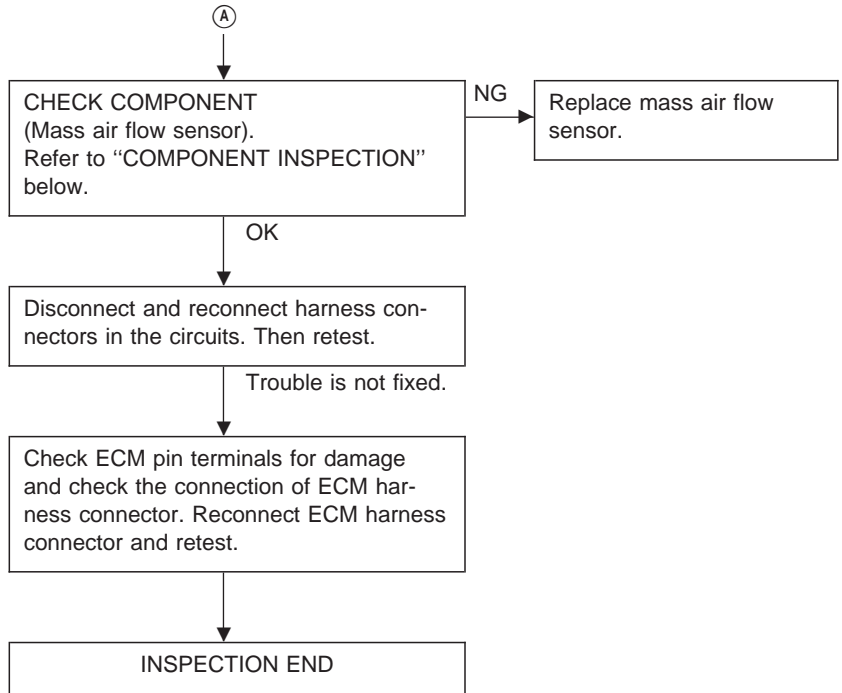 A
CHECK COMPONENT
(Mass air flow sensor).
Refer to ‘‘COMPONENT INSPECTION’’
below.
NG
Replace mass air flow
sensor.
OK
Disconnect and reconnect harness con-
nectors in the circuits. Then retest.
Trouble is not fixed.
Check ECM pin terminals for damage
and check the connection of ECM har-
ness connector. Reconnect ECM harness
connector and retest.
INSPECTION END